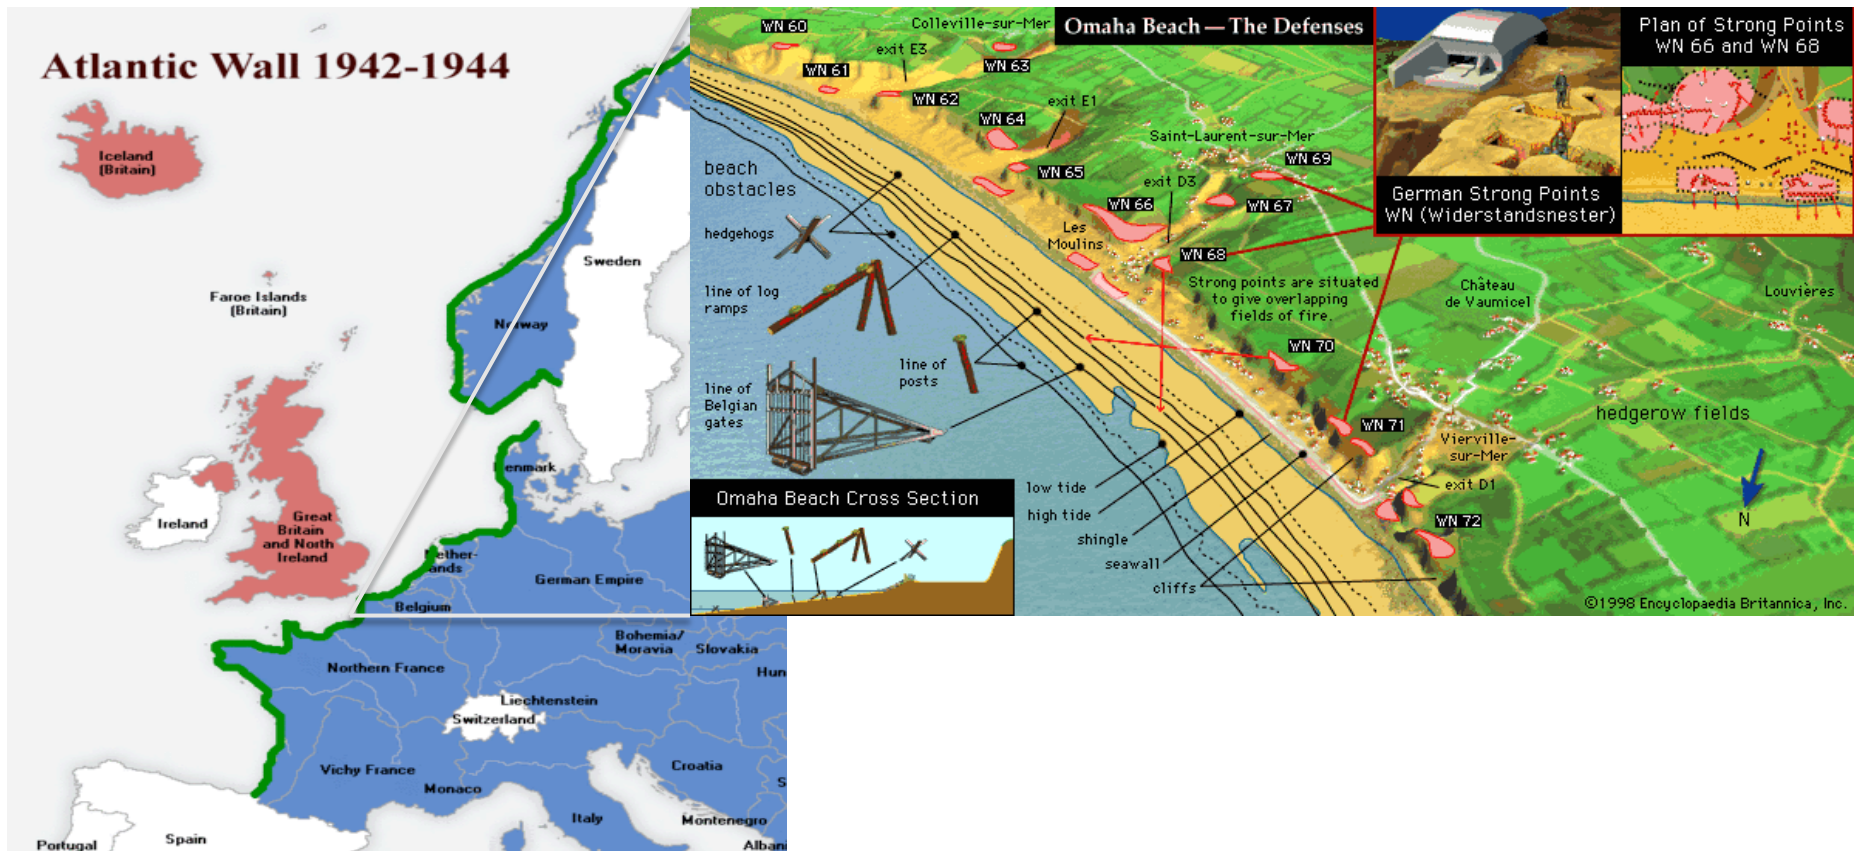 Atlantic Wall 1942-1944
Iceland
(Britain)
Faroe Islands
(Britain)
Sweden
Norway
Denmark
Ireland
Great
Britain
and North
Ireland
Nether-
ands
German Empire
Belgium
Bohemia/
Moravia
Slovakia
Hun
Northern France
Liechtenstein
Switzerland
Vichy France
Monaco
Croatia
S
Italy
Montenegro
Alban
Portugal
Spain
Omaha Beach — The Defenses
WN 60
Colleville-sur-Mer
exit E3
WN 61
WN 63
WN 62
exit E1
WN 64
Saint-Laurent-sur-Mer
WN 69
WN 65
exit D3
WN 66
WN 67
Les
Moulins
WN 68
beach
obstacles
hedgehogs
line of log
ramps
line of
posts
line of
Belgian
gates
Strong points are situated
to give overlapping
fields of fire.
WN 70
WN 71
Château
de Vaumicel
Louvières
hedgerow fields
Vierville-
sur-Mer
exit D1
WN 72
N
low tide
high tide
shingle
seawall
cliffs
Omaha Beach Cross Section
German Strong Points
WN (Widerstandsnester)
Plan of Strong Points
WN 66 and WN 68
©1998 Encyclopaedia Britannica, Inc.